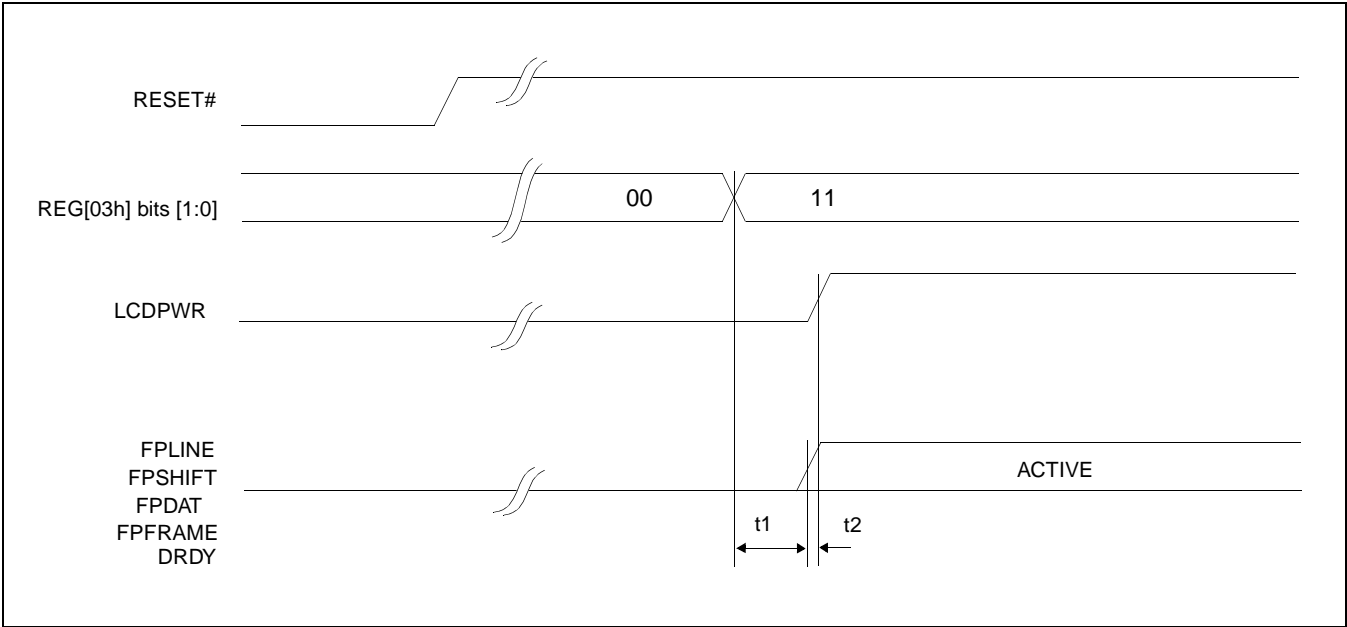 RESET#
REG[03h] bits [1:0]
00
11
LCDPWR
FPLINE
FPSHIFT
FPDAT
FPFRAME
DRDY
ACTIVE
t1
t2